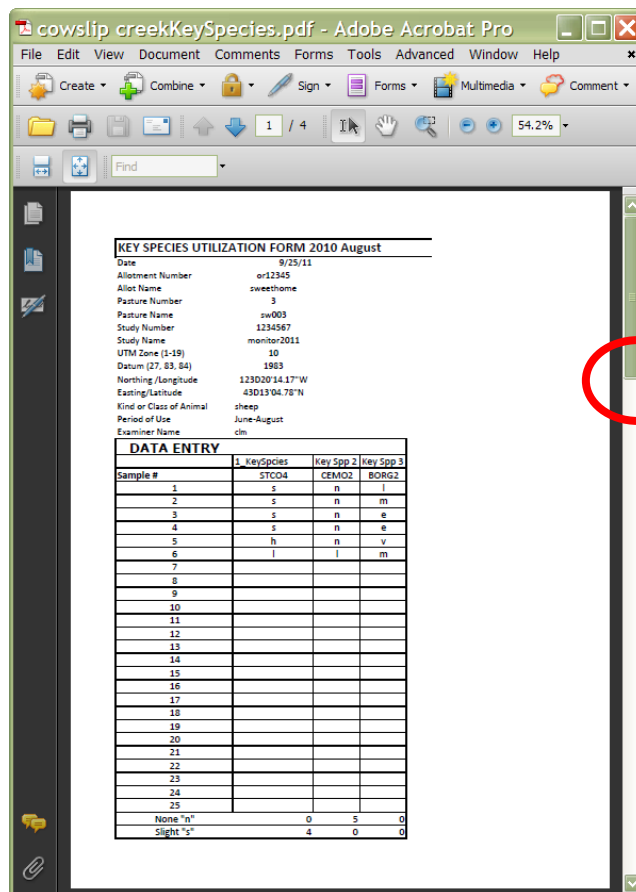 cowslip creekKeySpecies.pdf - Adobe Acrobat Pro
File Edit View Document Comments Forms Tools Advanced Window Help
Create Combine Sign Forms Multimedia Comment
1 / 4 54.2%
Find
KEY SPECIES UTILIZATION FORM 2010 August
Date 9/25/11
Allotment Number or12345
Allot Name sweethome
Pasture Number 3
Pasture Name sw003
Study Number 1234567
Study Name monitor2011
UTM Zone (1-19) 10
Datum (27, 83, 84) 1983
Northing /Longitude 123D20'14.17"W
Easting/Latitude 43D13'04.78"N
Kind or Class of Animal sheep
Period of Use June-August
Examiner Name clm
DATA ENTRY
1_KeySpcies Key Spp 2 Key Spp 3
Sample # STCO4 CEMO2 BORG2
1 s n l
2 s n m
3 s n e
4 s n e
5 h n v
6 l l m
7
8
9
10
11
12
13
14
15
16
17
18
19
20
21
22
23
24
25
None "n" 0 5 0
Slight "s" 4 0 0